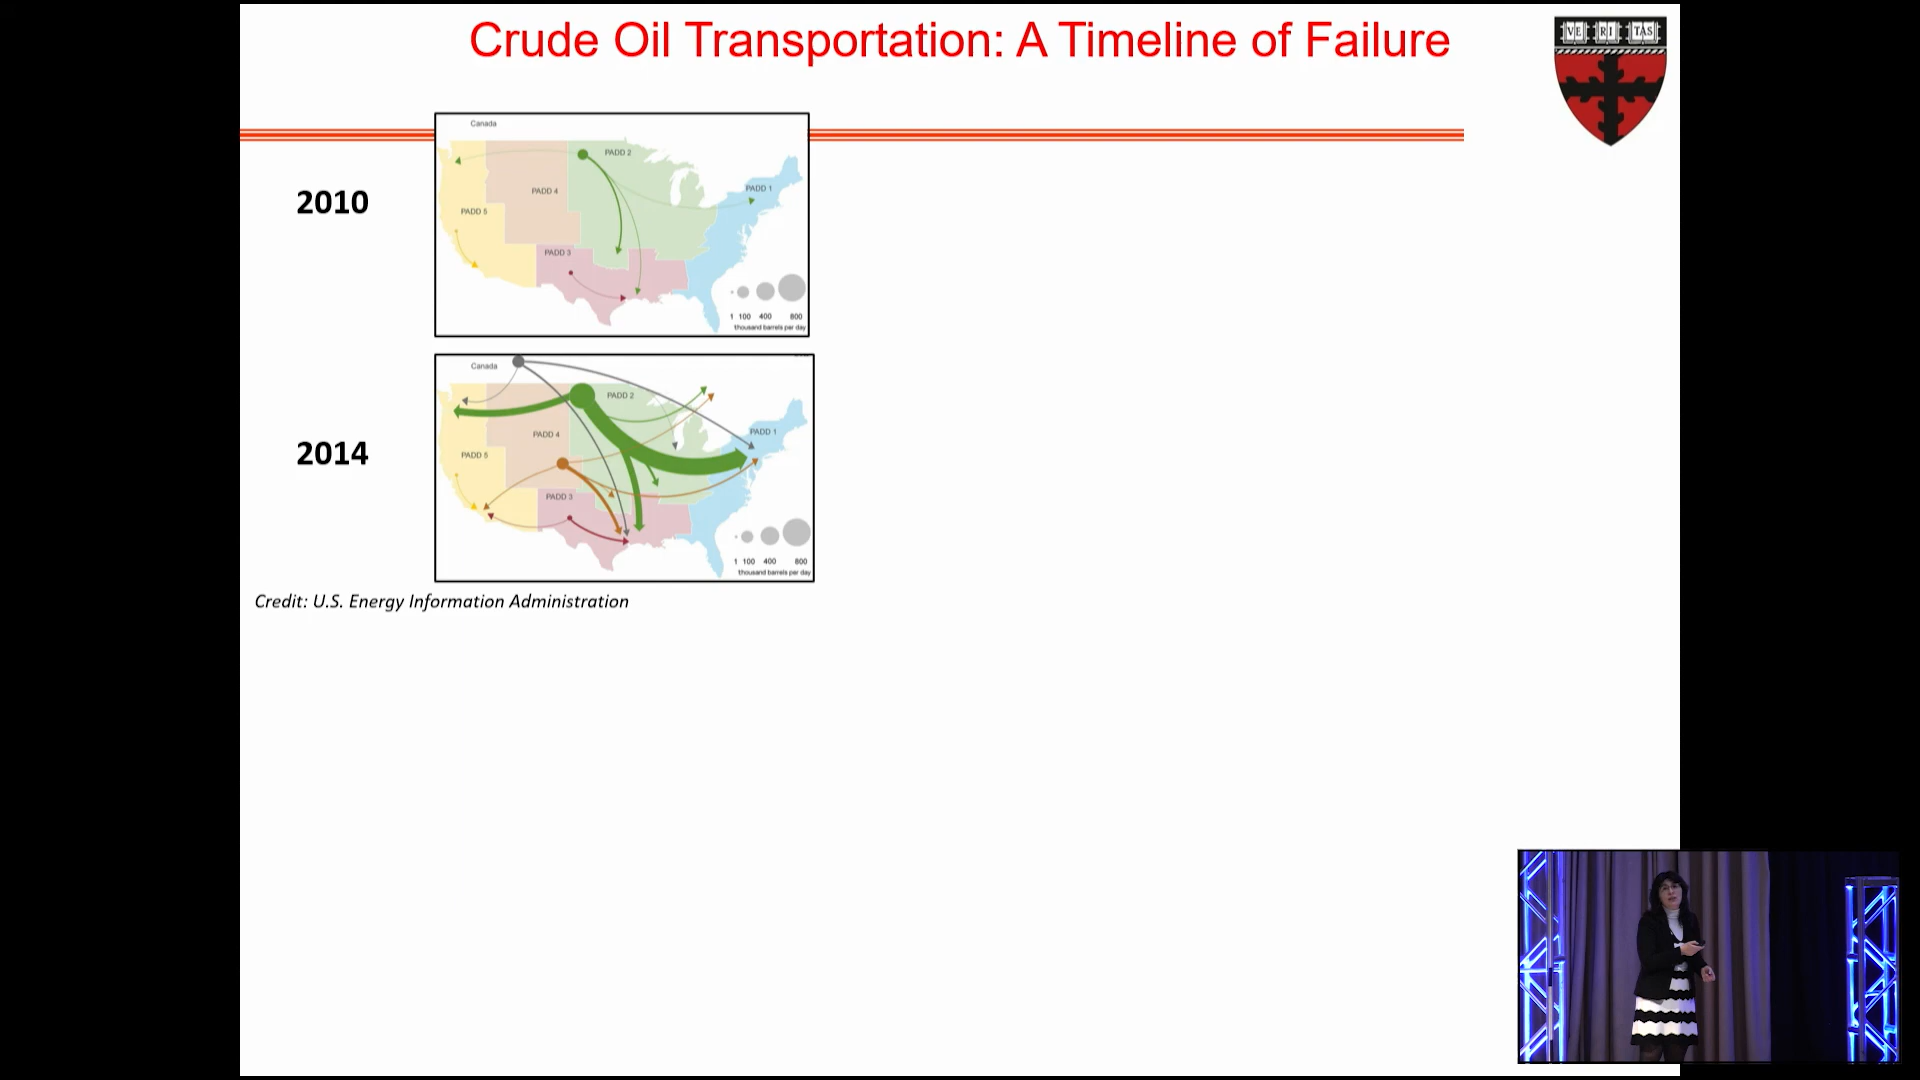 Crude Oil Transportation: A Timeline of Failure
VE RI TAS
2010
Canada
PADD 2
PADD 1
PADD 4
PADD 5
PADD 3
1 100 400 800
thousand barrels per day
2014
Canada
PADD 2
PADD 1
PADD 4
PADD 5
PADD 3
1 100 400 800
thousand barrels per day
Credit: U.S. Energy Information Administration